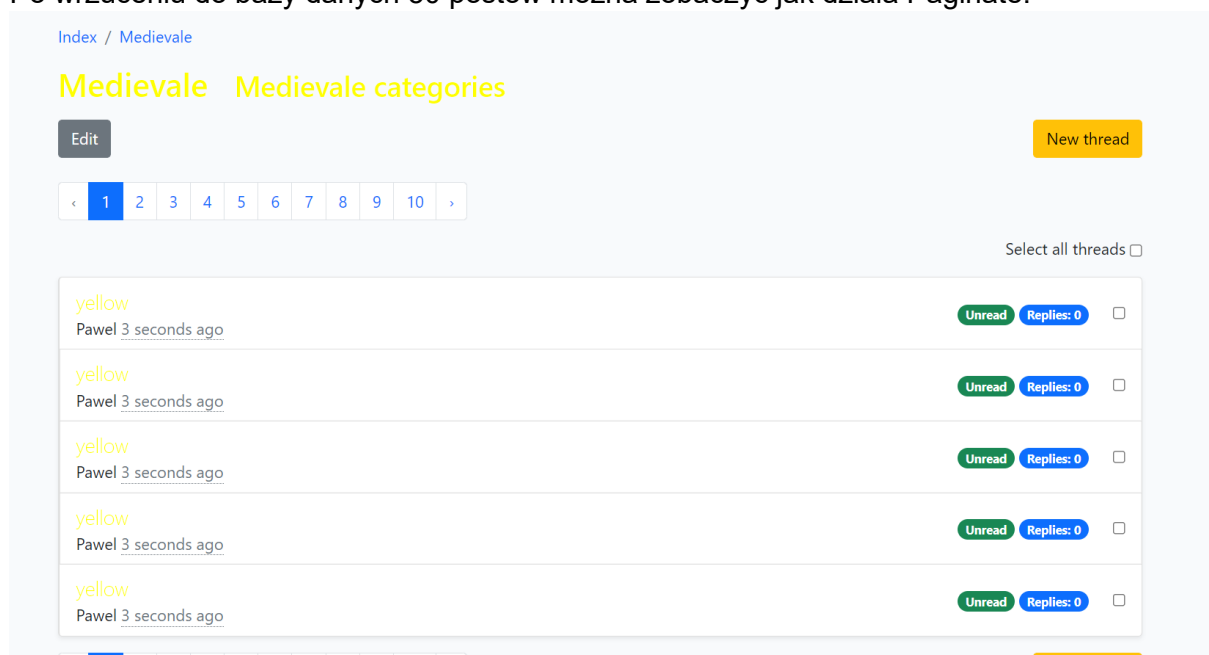 Index / Medievale
Medievale Medievale categories
Edit
New thread
‹ 1 2 3 4 5 6 7 8 9 10 ›
Select all threads
yellow
Pawel 3 seconds ago
Unread Replies: 0
yellow
Pawel 3 seconds ago
Unread Replies: 0
yellow
Pawel 3 seconds ago
Unread Replies: 0
yellow
Pawel 3 seconds ago
Unread Replies: 0
yellow
Pawel 3 seconds ago
Unread Replies: 0